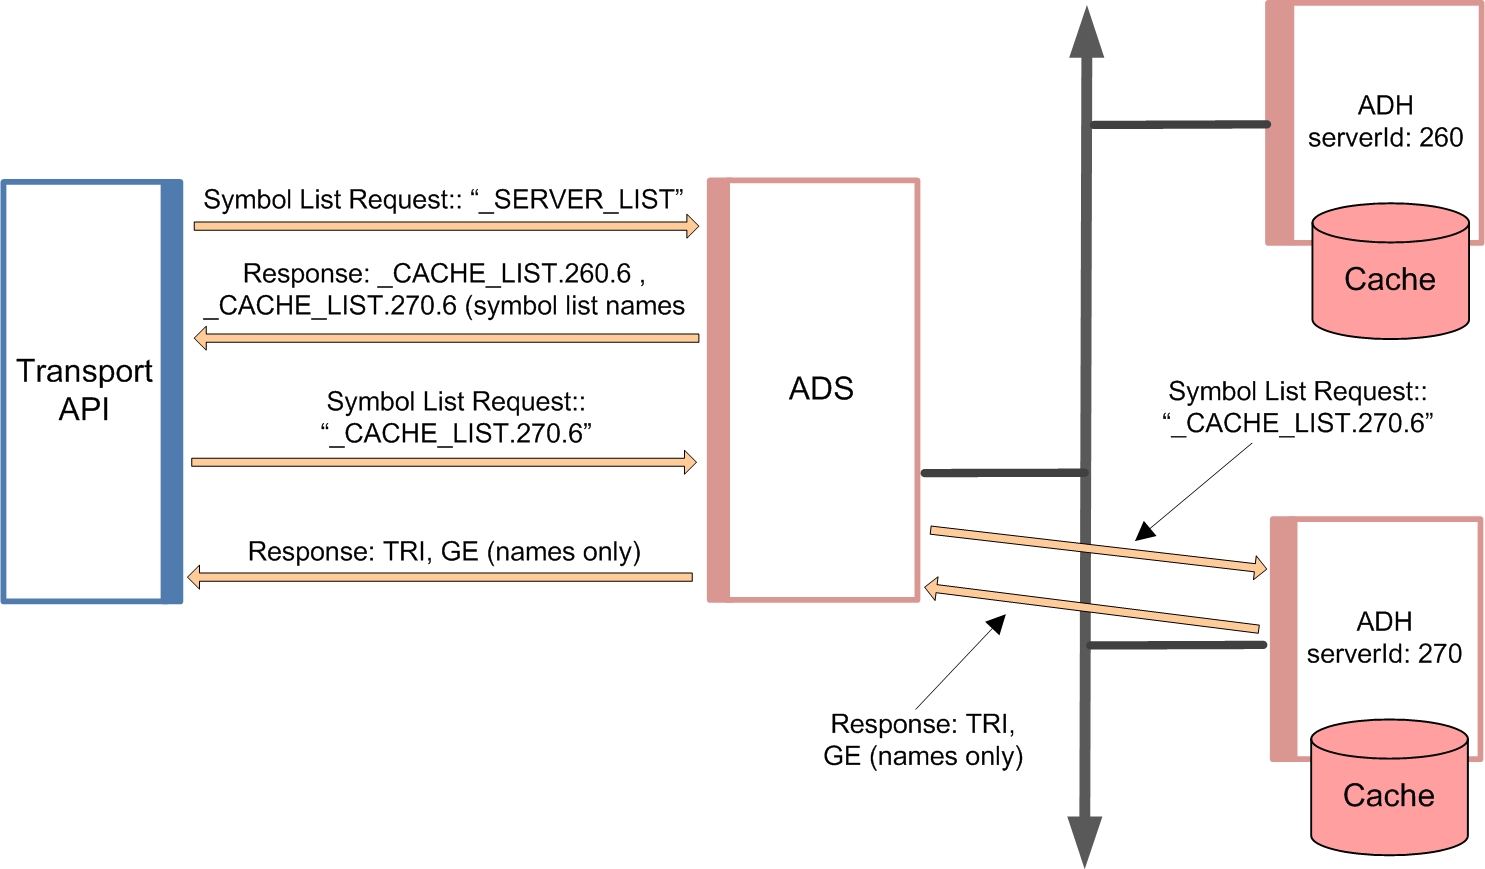 ADH
serverId: 260
Cache
Symbol List Request:: “_SERVER_LIST”
Response: _CACHE_LIST.260.6 ,
_CACHE_LIST.270.6 (symbol list names
Transport
API
ADS
Symbol List Request::
“_CACHE_LIST.270.6”
Response: TRI, GE (names only)
Symbol List Request::
“_CACHE_LIST.270.6”
Response: TRI,
GE (names only)
ADH
serverId: 270
Cache